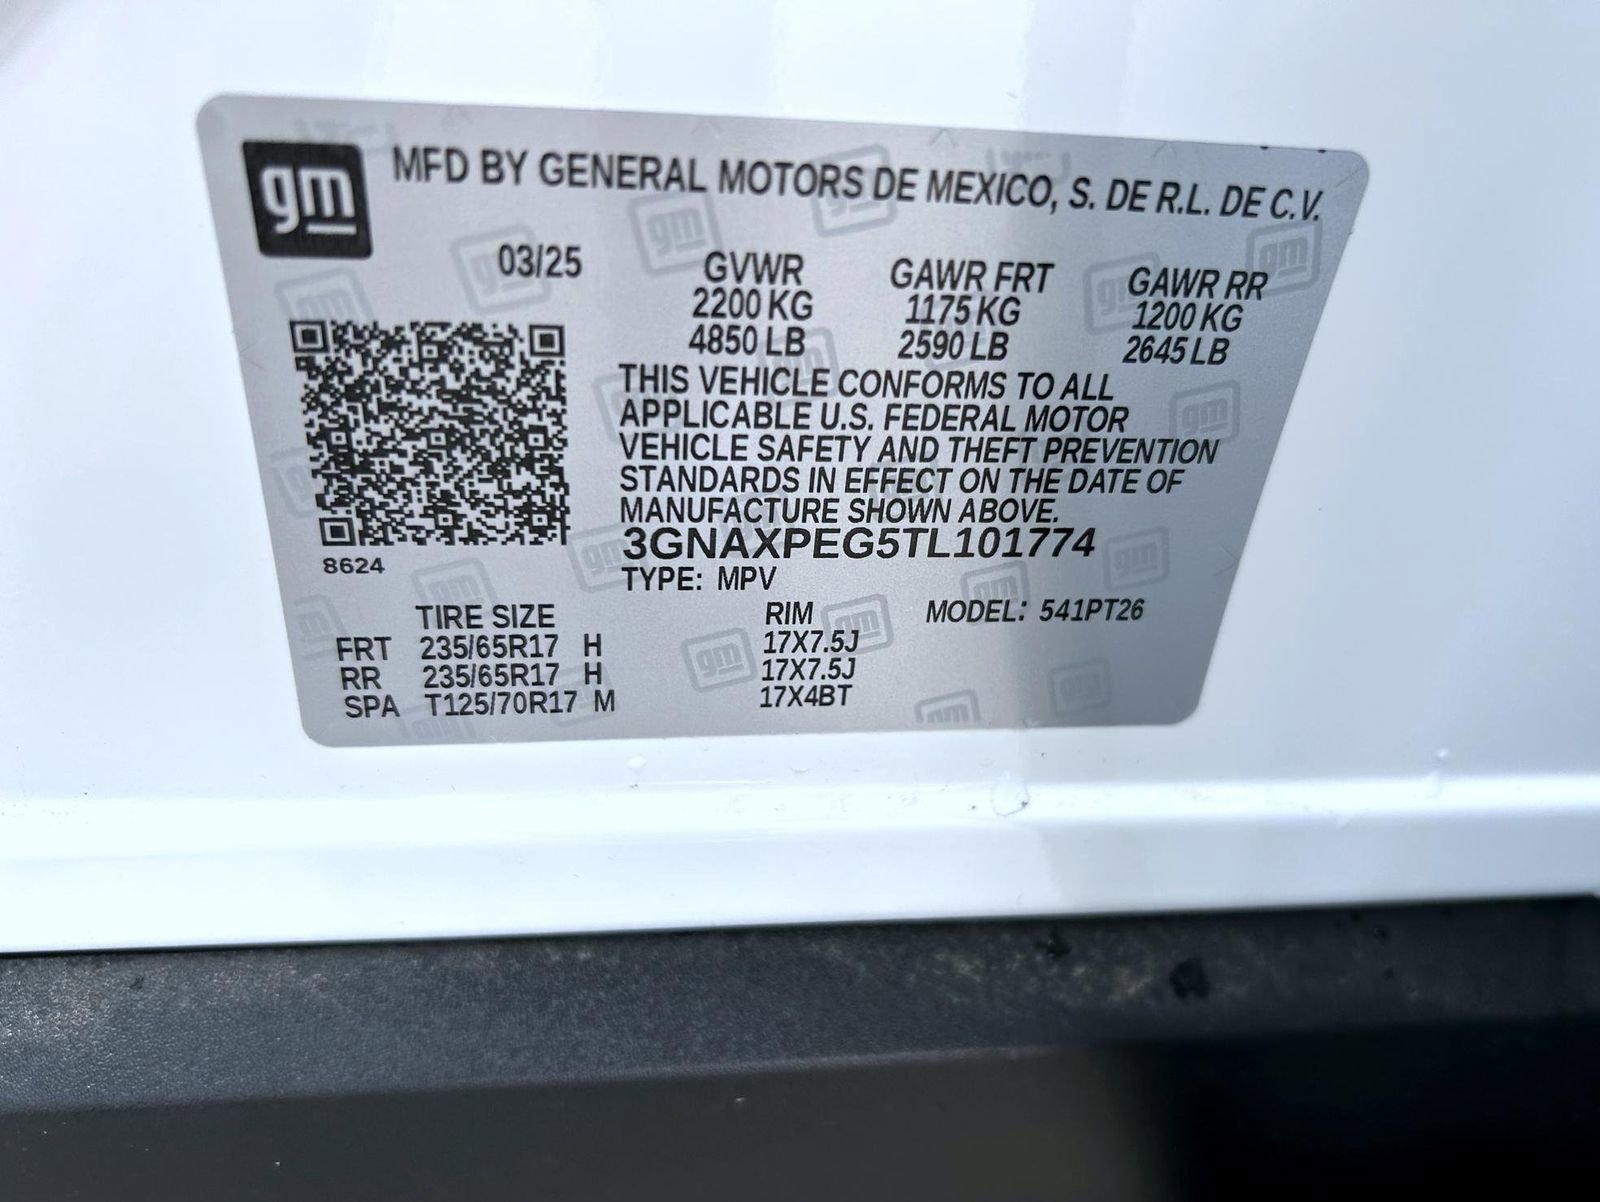 gm MFD BY GENERAL MOTORS DE MEXICO, S. DE R.L. DE C.V.
03/25 GVWR GAWR FRT GAWR RR
2200 KG 1175 KG 1200 KG
4850 LB 2590 LB 2645 LB
THIS VEHICLE CONFORMS TO ALL
APPLICABLE U.S. FEDERAL MOTOR
VEHICLE SAFETY AND THEFT PREVENTION
STANDARDS IN EFFECT ON THE DATE OF
MANUFACTURE SHOWN ABOVE.
3GNAXPEG5TL101774
8624
TYPE: MPV
TIRE SIZE RIM MODEL: 541PT26
FRT 235/65R17 H 17X7.5J
RR 235/65R17 H 17X7.5J
SPA T125/70R17 M 17X4BT